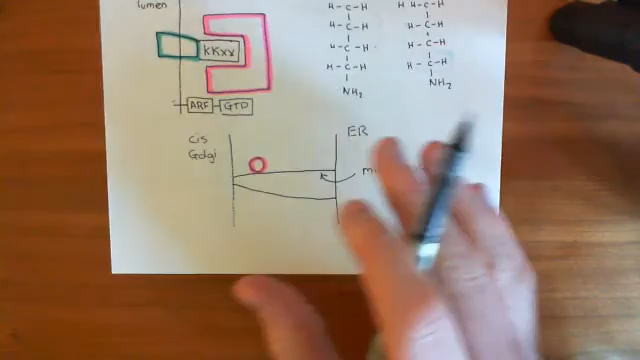 lumen
KKXX
ARF GTP
H-C-H
H-C-H
H-C-H
H-C-H
NH2
H H-C-H
H-C-H
H-C-H
H-C-H
NH2
cis
Golgi
ER